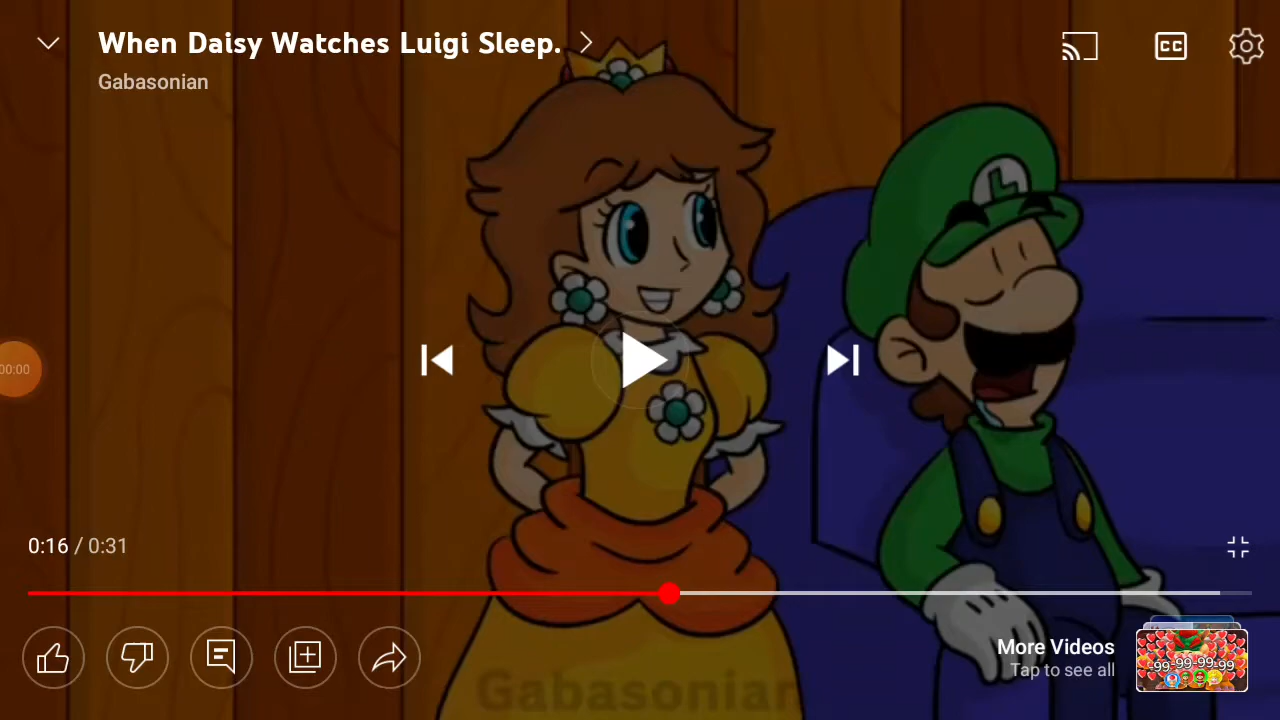 When Daisy Watches Luigi Sleep.
Gabasonian
CC
L
00:00
0:16 / 0:31
More Videos
Tap to see all
-99-99-99-99
Gabasonian